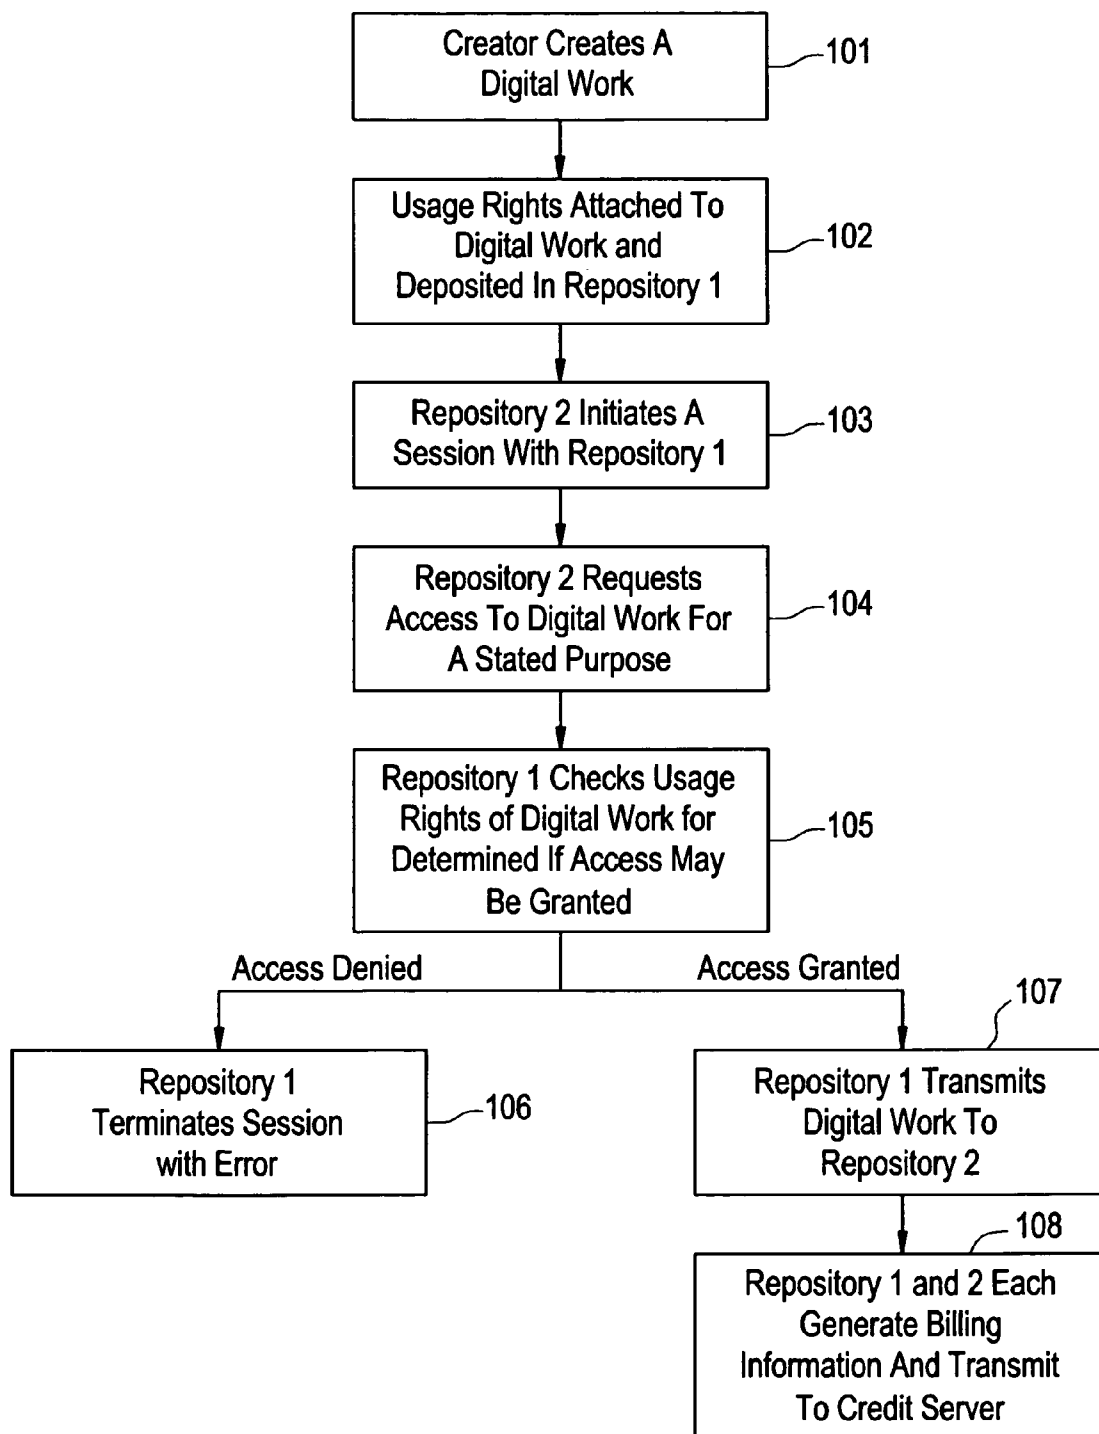 Creator Creates A
Digital Work
101
Usage Rights Attached To
Digital Work and
Deposited In Repository 1
102
Repository 2 Initiates A
Session With Repository 1
103
Repository 2 Requests
Access To Digital Work For
A Stated Purpose
104
Repository 1 Checks Usage
Rights of Digital Work for
Determined If Access May
Be Granted
105
Access Denied
Access Granted
107
Repository 1
Terminates Session
with Error
106
Repository 1 Transmits
Digital Work To
Repository 2
108
Repository 1 and 2 Each
Generate Billing
Information And Transmit
To Credit Server